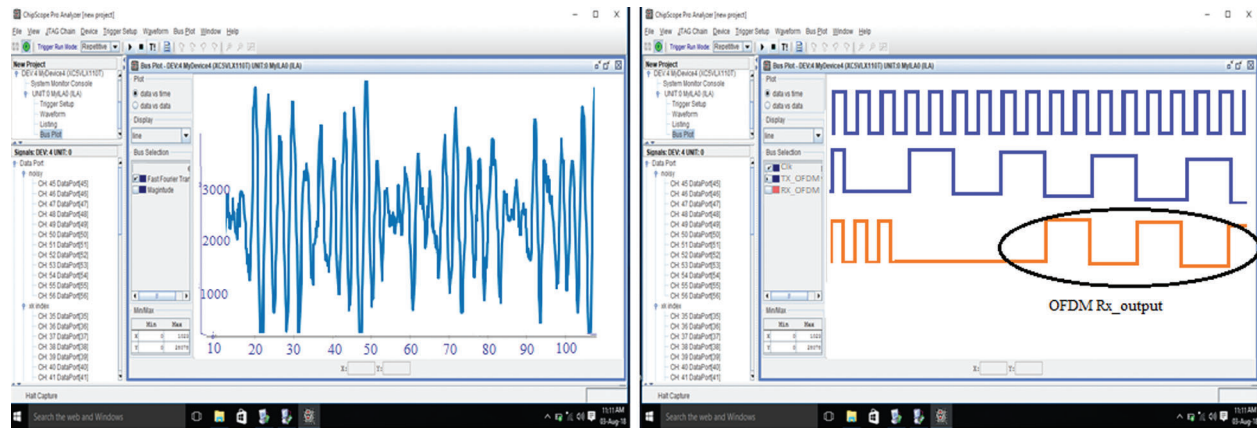 ChipScope Pro Analyzer [new project]
File View JTAG Chain Device Trigger Setup Waveform Bus Plot Window Help
Trigger Run Mode: Repetitive T!
New Project
DEV:4 MyDevice4 (XC5VLX110T)
System Monitor Console
UNIT:0 MyILA0 (ILA)
Trigger Setup
Waveform
Listing
Bus Plot
Signals: DEV: 4 UNIT: 0
Data Port
noisy
CH: 45 DataPort[45]
CH: 46 DataPort[46]
CH: 47 DataPort[47]
CH: 48 DataPort[48]
CH: 49 DataPort[49]
CH: 50 DataPort[50]
CH: 51 DataPort[51]
CH: 52 DataPort[52]
CH: 53 DataPort[53]
CH: 54 DataPort[54]
CH: 55 DataPort[55]
CH: 56 DataPort[56]
xk index
CH: 35 DataPort[35]
CH: 36 DataPort[36]
CH: 37 DataPort[37]
CH: 38 DataPort[38]
CH: 39 DataPort[39]
CH: 40 DataPort[40]
CH: 41 DataPort[41]
Bus Plot - DEV:4 MyDevice4 (XC5VLX110T) UNIT:0 MyILA0 (ILA)
Plot
data vs time
data vs data
Display
line
Bus Selection
Fast Fourier Tran
Magnitude
Min/Max
Min Max
X 0 1023
Y 0
3000
2000
1000
10 20 30 40 50 60 70 80 90 100
X: Y:
Halt Capture
Search the web and Windows
11:11 AM
03-Aug-18
ChipScope Pro Analyzer [new project]
File View JTAG Chain Device Trigger Setup Waveform Bus Plot Window Help
Trigger Run Mode: Repetitive T!
New Project
DEV:4 MyDevice4 (XC5VLX110T)
System Monitor Console
UNIT:0 MyILA0 (ILA)
Trigger Setup
Waveform
Listing
Bus Plot
Signals: DEV: 4 UNIT: 0
Data Port
noisy
CH: 45 DataPort[45]
CH: 46 DataPort[46]
CH: 47 DataPort[47]
CH: 48 DataPort[48]
CH: 49 DataPort[49]
CH: 50 DataPort[50]
CH: 51 DataPort[51]
CH: 52 DataPort[52]
CH: 53 DataPort[53]
CH: 54 DataPort[54]
CH: 55 DataPort[55]
CH: 56 DataPort[56]
xk index
CH: 35 DataPort[35]
CH: 36 DataPort[36]
CH: 37 DataPort[37]
CH: 38 DataPort[38]
CH: 39 DataPort[39]
CH: 40 DataPort[40]
CH: 41 DataPort[41]
Bus Plot - DEV:4 MyDevice4 (XC5VLX110T) UNIT:0 MyILA0 (ILA)
Plot
data vs time
data vs data
Display
line
Bus Selection
Clk
TX_OFDM
RX_OFDM
Min/Max
Min Max
X 0 1023
Y 0
OFDM Rx_output
X: Y:
Halt Capture
Search the web and Windows
11:11 AM
03-Aug-18